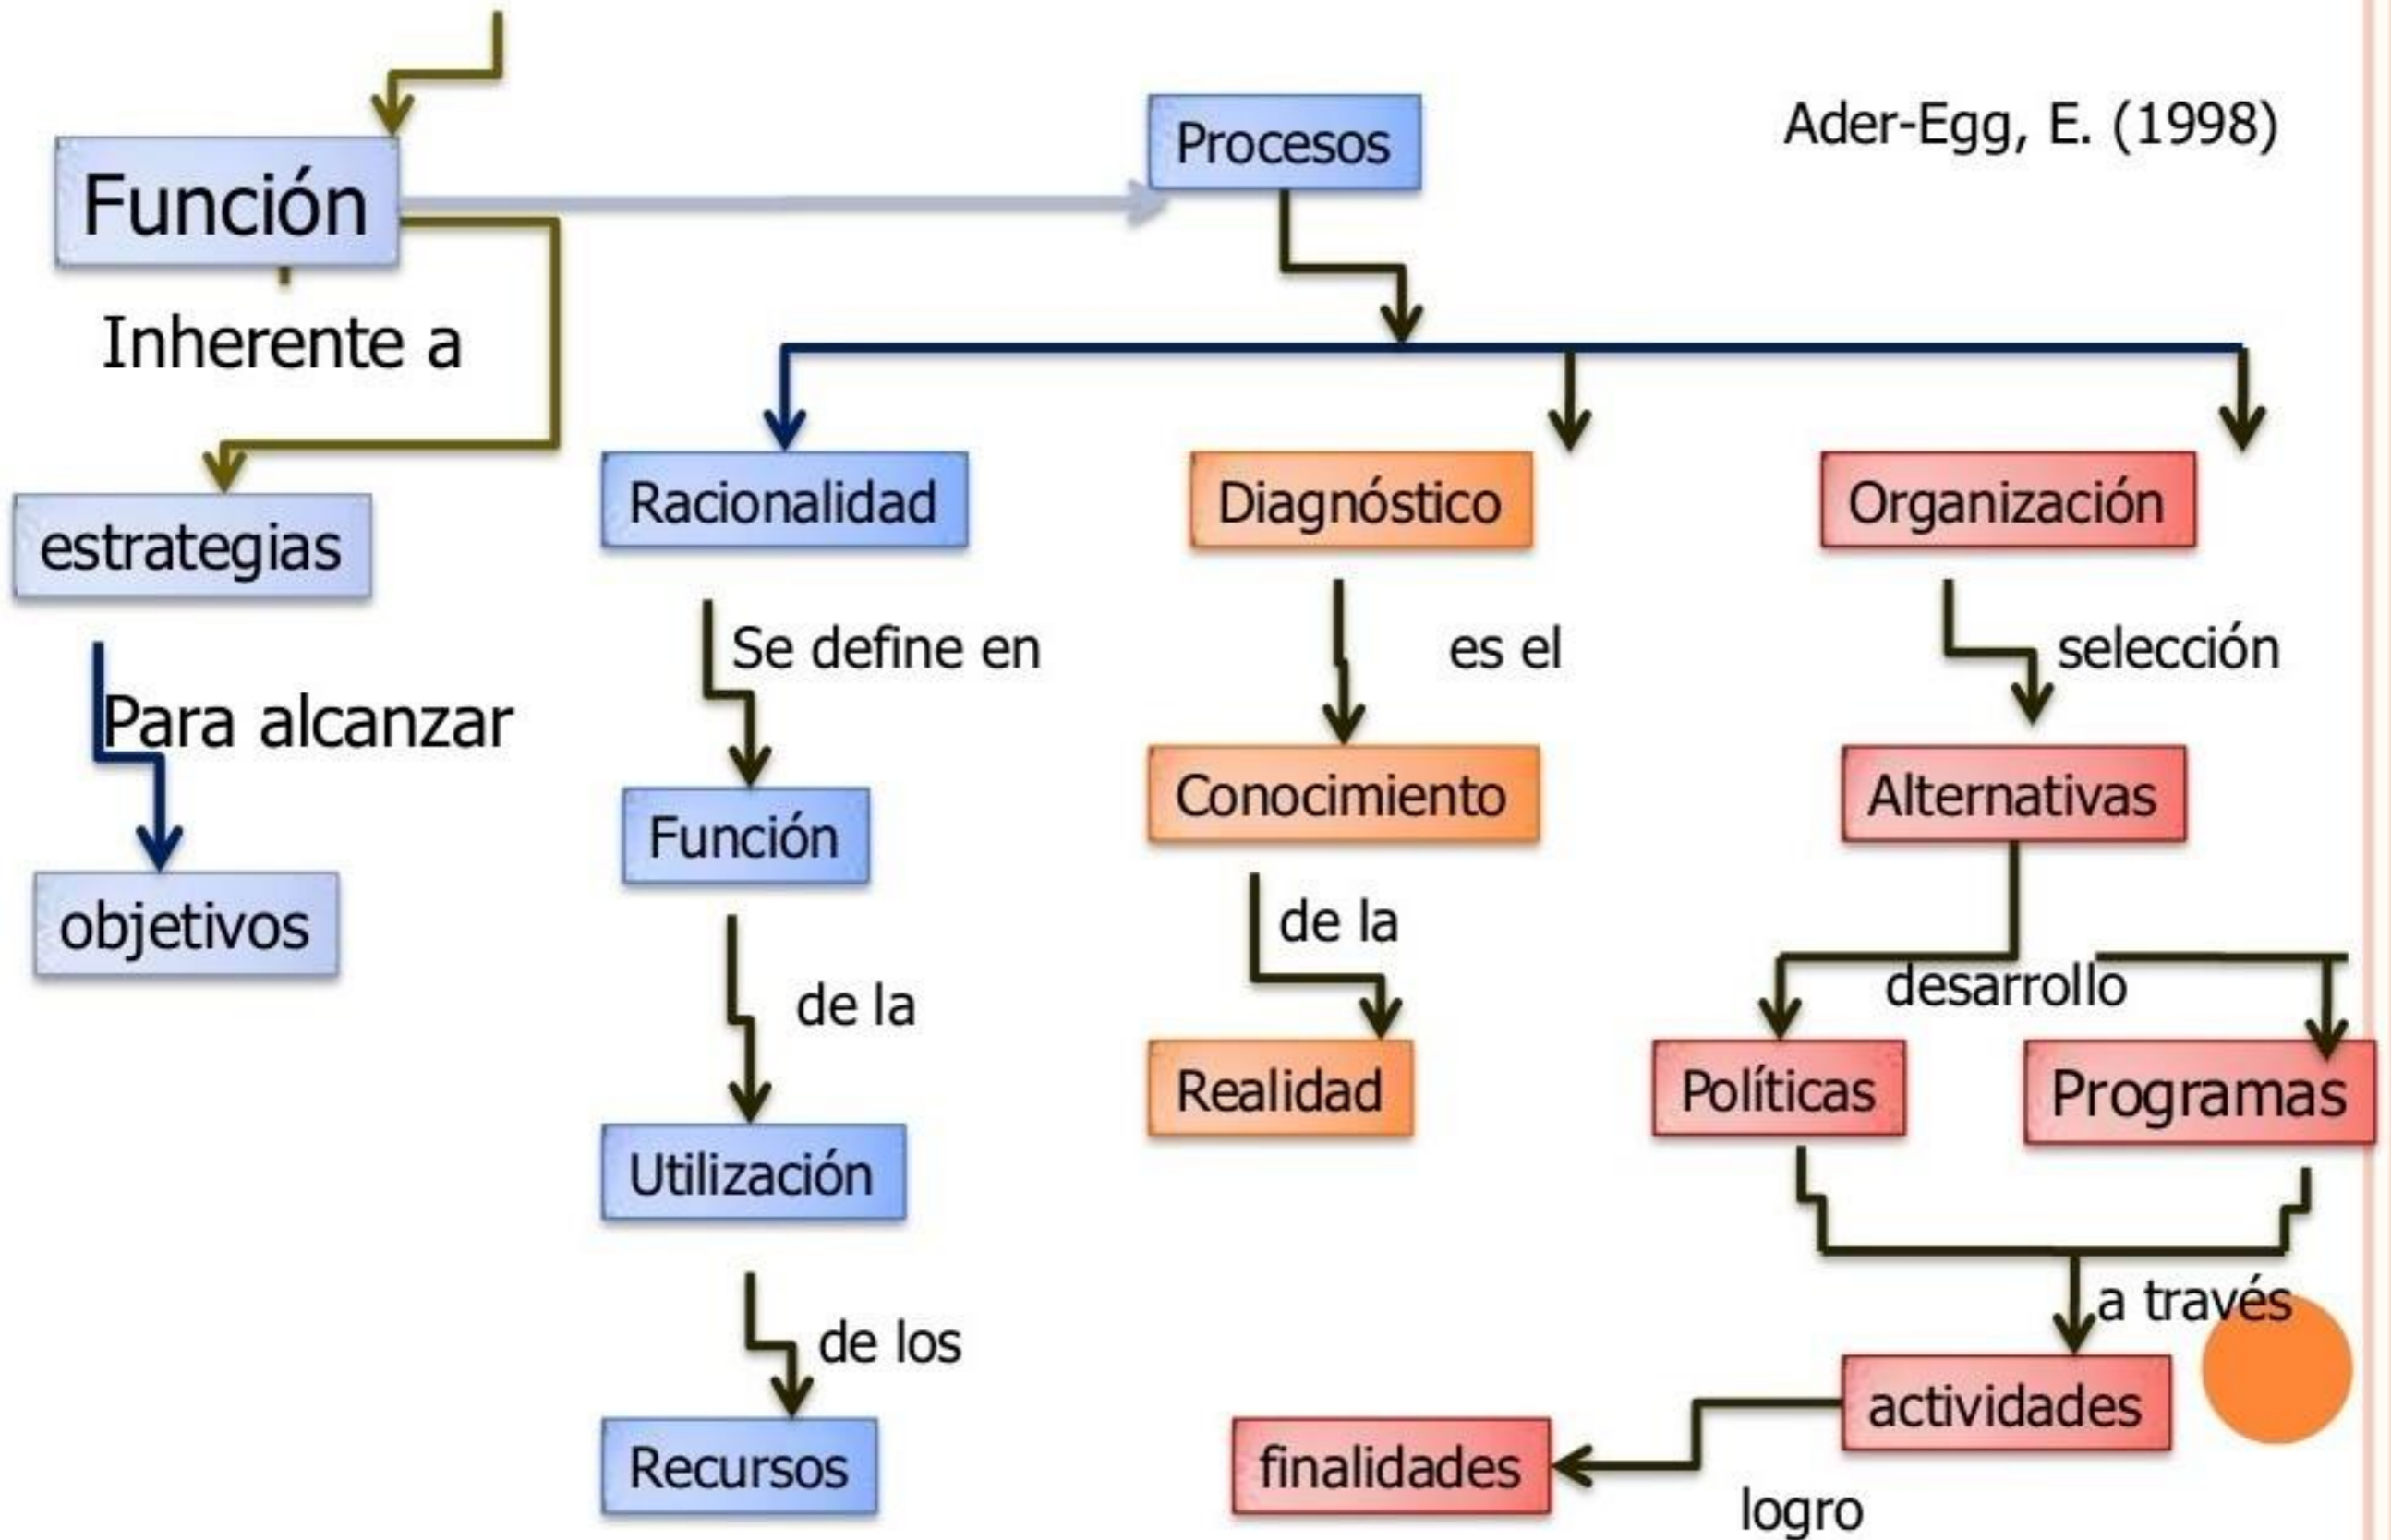 Ader-Egg, E. (1998)
Función
Procesos
Inherente a
estrategias
Para alcanzar
objetivos
Racionalidad
Se define en
Función
de la
Utilización
de los
Recursos
Diagnóstico
es el
Conocimiento
de la
Realidad
Organización
selección
Alternativas
desarrollo
Políticas
Programas
a través
actividades
logro
finalidades